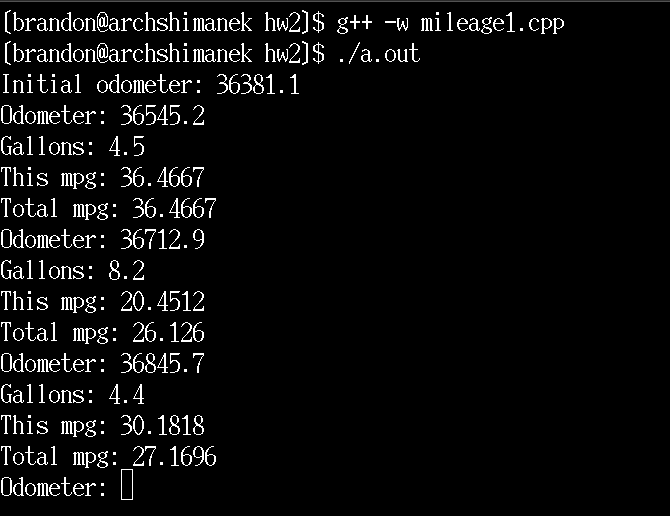 [brandon@archshimanek hw2]$ g++ -w mileage1.cpp
[brandon@archshimanek hw2]$ ./a.out
Initial odometer: 36381.1
Odometer: 36545.2
Gallons: 4.5
This mpg: 36.4667
Total mpg: 36.4667
Odometer: 36712.9
Gallons: 8.2
This mpg: 20.4512
Total mpg: 26.126
Odometer: 36845.7
Gallons: 4.4
This mpg: 30.1818
Total mpg: 27.1696
Odometer: